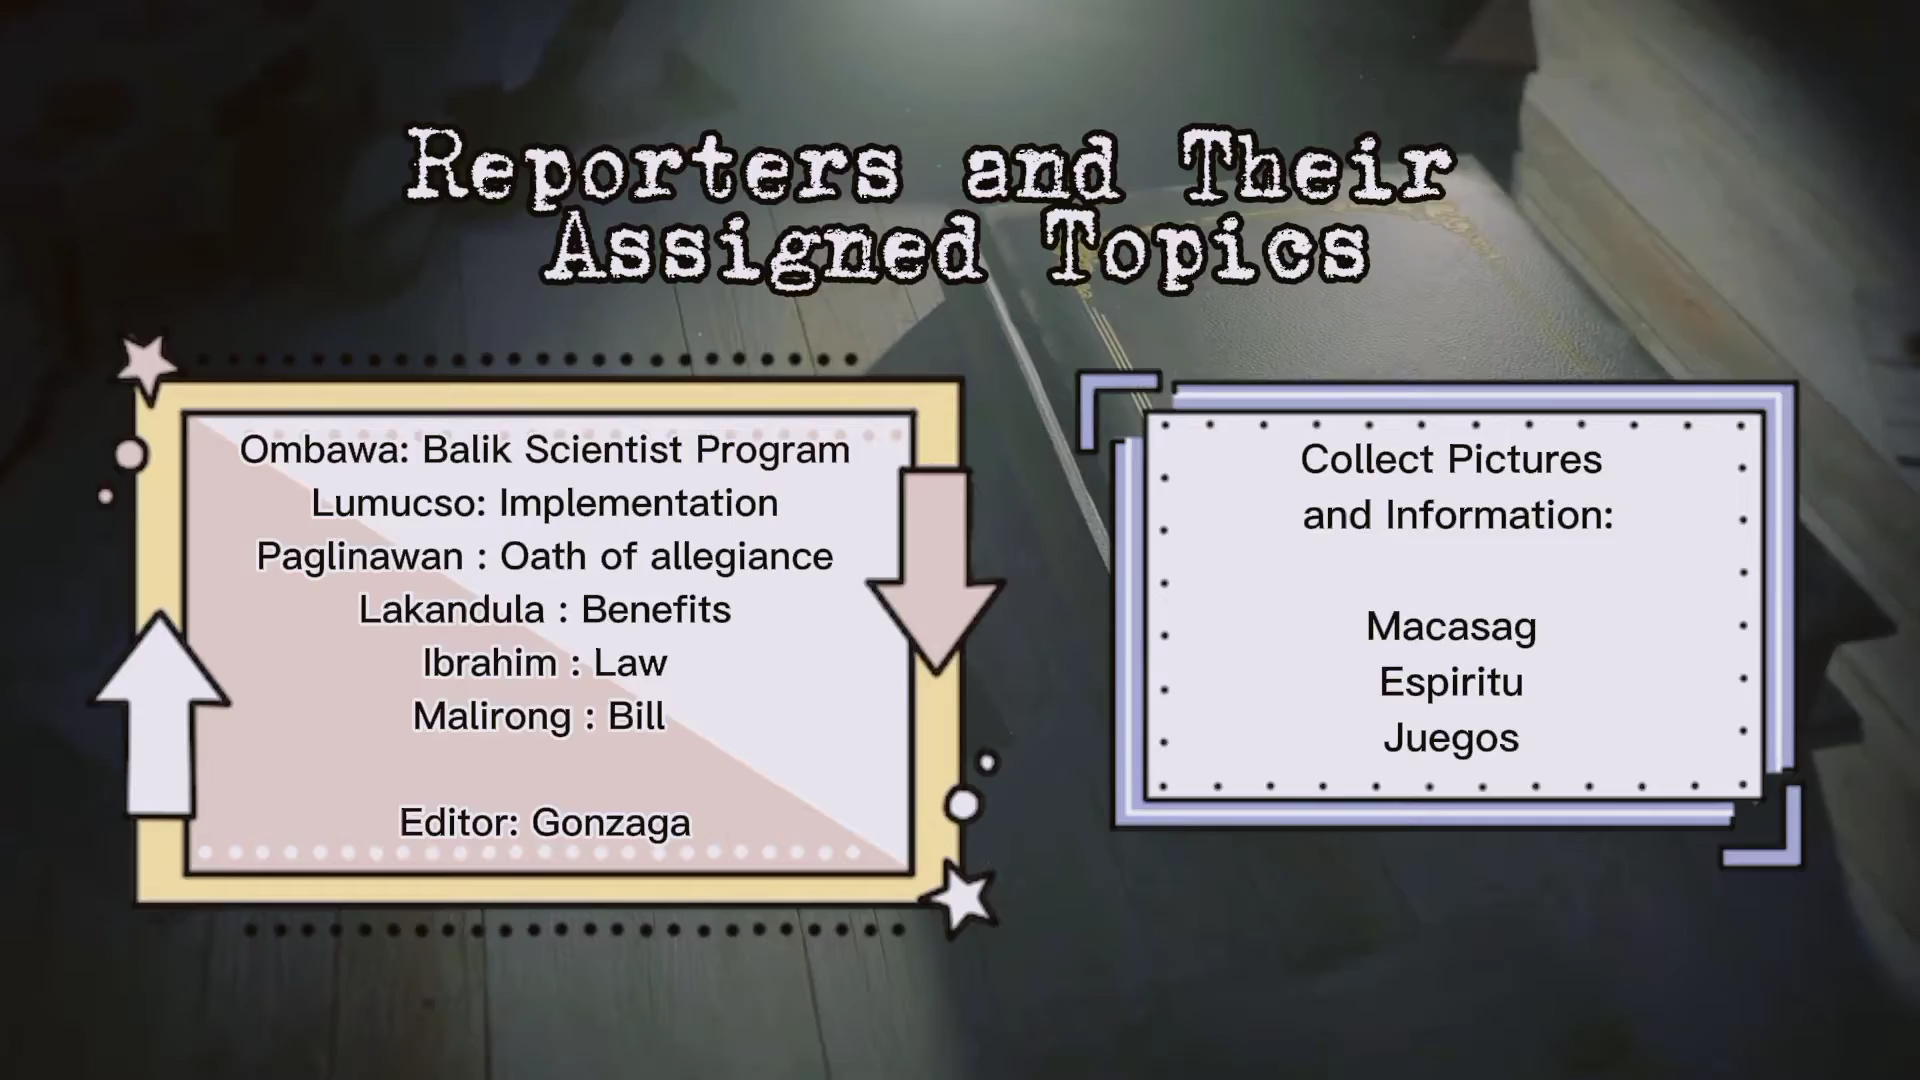 Reporters and Their
Assigned Topics
Ombawa: Balik Scientist Program
Lumucso: Implementation
Paglinawan : Oath of allegiance
Lakandula : Benefits
Ibrahim : Law
Malirong : Bill
Editor: Gonzaga
Collect Pictures
and Information:
Macasag
Espiritu
Juegos